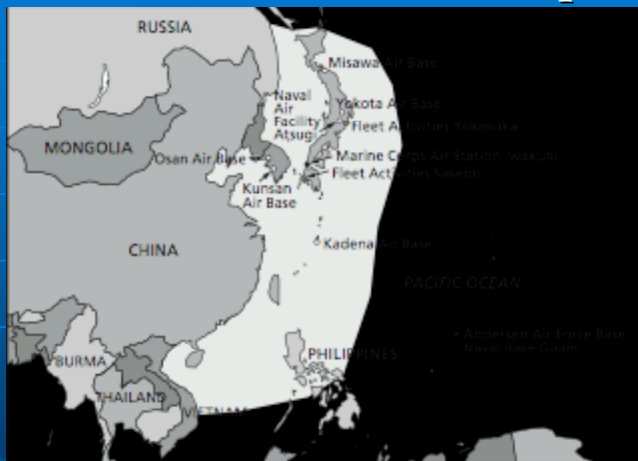 RUSSIA
Misawa Air Base
Naval
Air
Facility
Atsugi
Yokota Air Base
Fleet Activities Yokosuka
MONGOLIA
Osan Air Base
Marine Corps Air Station Iwakuni
Fleet Activities Sasebo
Kunsan
Air Base
CHINA
Kadena Air Base
PACIFIC OCEAN
Andersen Air Force Base
Naval Base Guam
PHILIPPINES
BURMA
THAILAND
VIETNAM